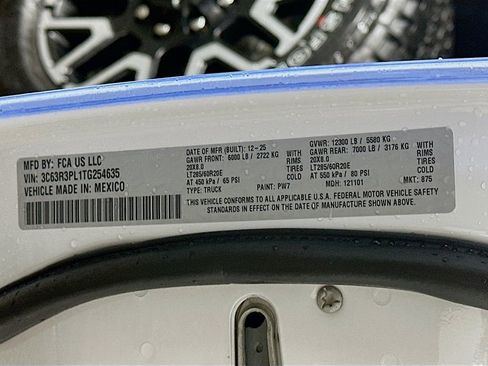 MFD BY: FCA US LLC
VIN: 3C63R3PL1TG254635
VEHICLE MADE IN: MEXICO
DATE OF MFR (BUILT): 12-25
GAWR FRONT: 6000 LB / 2722 KG WITH
20X8.0 RIMS
LT285/60R20E TIRES
AT 450 kPa / 65 PSI COLD
TYPE: TRUCK PAINT: PW7
GVWR: 12300 LB / 5580 KG
GAWR REAR: 7000 LB / 3176 KG WITH
20X8.0 RIMS
LT285/60R20E TIRES
AT 550 kPa / 80 PSI COLD
MDH: 121101 MKT: 875
THIS VEHICLE CONFORMS TO ALL APPLICABLE U.S.A. FEDERAL MOTOR VEHICLE SAFETY
STANDARDS IN EFFECT ON THE DATE OF MANUFACTURE SHOWN ABOVE.